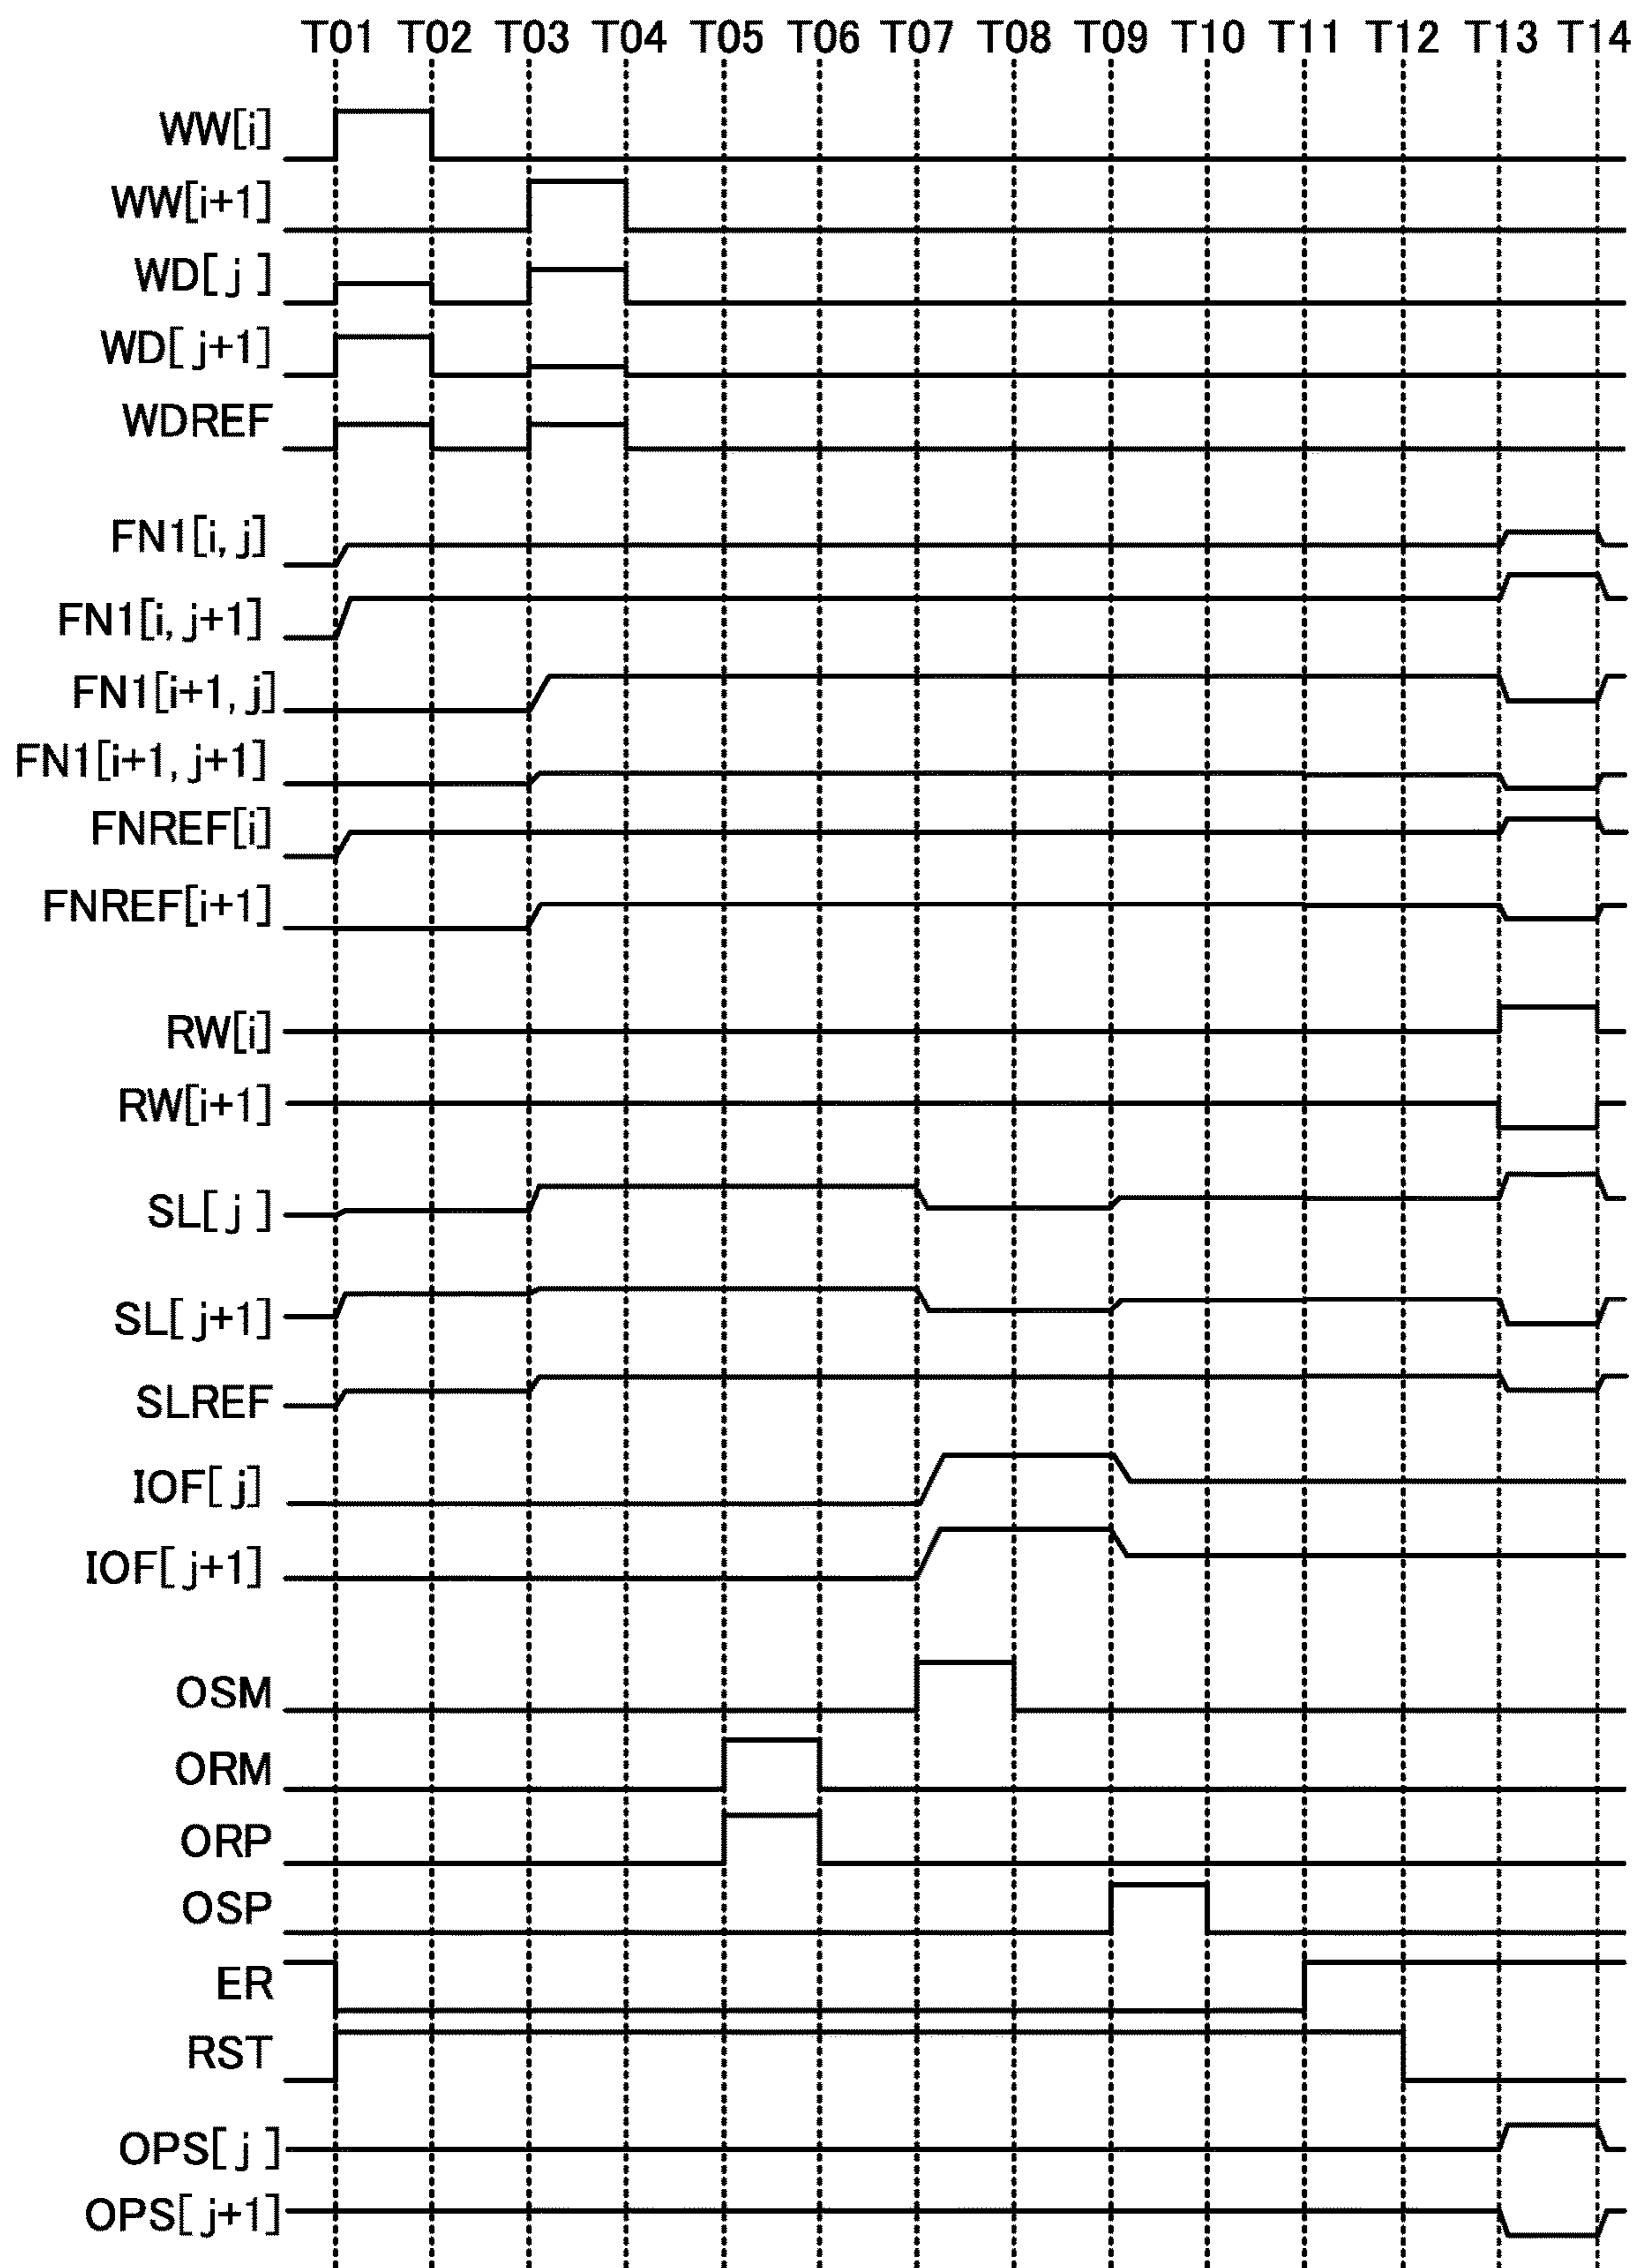 T01 T02 T03 T04 T05 T06 T07 T08 T09 T10 T11 T12 T13 T14
WW[i]
WW[i+1]
WD[j]
WD[j+1]
WDREF
FN1[i,j]
FN1[i,j+1]
FN1[i+1,j]
FN1[i+1,j+1]
FNREF[i]
FNREF[i+1]
RW[i]
RW[i+1]
SL[j]
SL[j+1]
SLREF
IOF[j]
IOF[j+1]
OSM
ORM
ORP
OSP
ER
RST
OPS[j]
OPS[j+1]